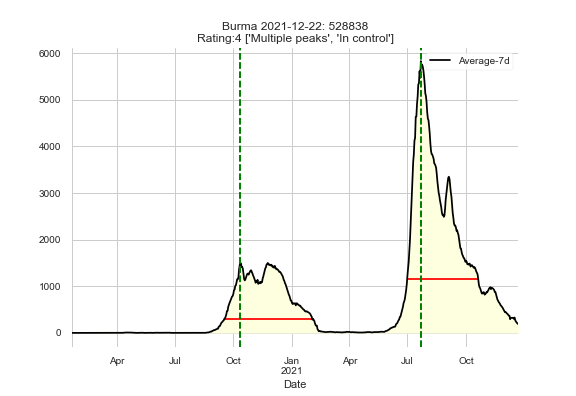 Burma 2021-12-22: 528838
Rating:4 ['Multiple peaks', 'In control']
Average-7d
6000
5000
4000
3000
2000
1000
0
Apr Jul Oct Jan Apr Jul Oct
2021
Date